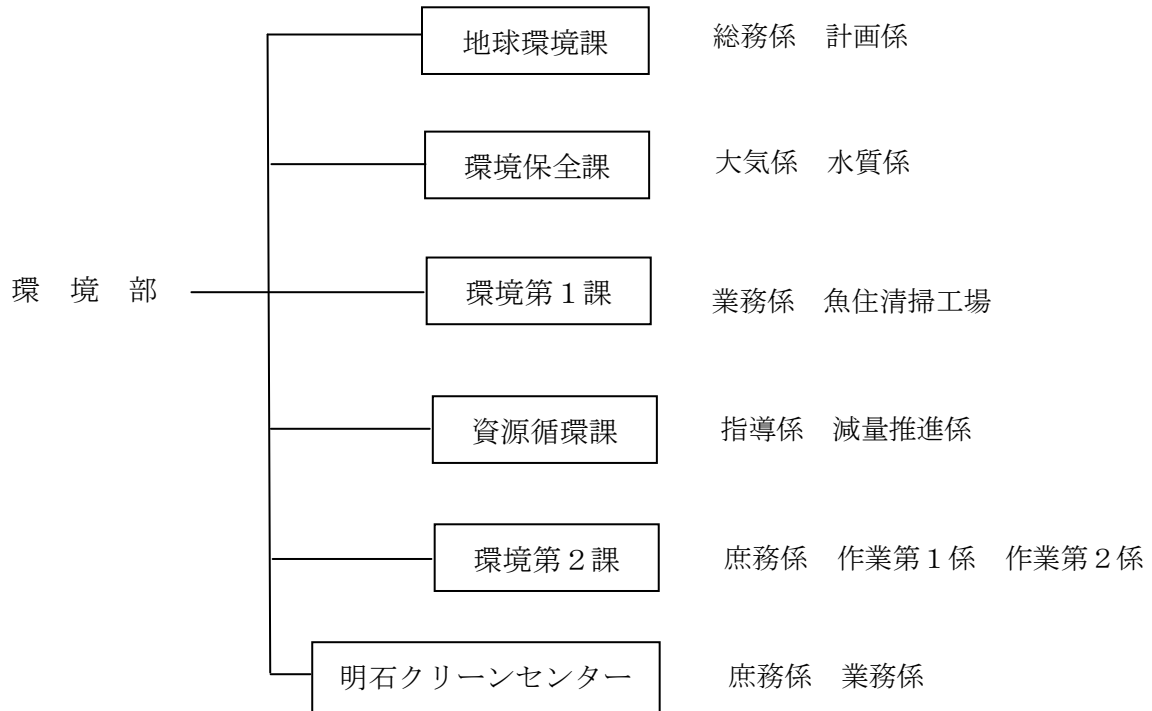 地球環境課　総務係　計画係
環境保全課　大気係　水質係
環　境　部　環境第１課　業務係　魚住清掃工場
資源循環課　指導係　減量推進係
環境第２課　庶務係　作業第１係　作業第２係
明石クリーンセンター　庶務係　業務係